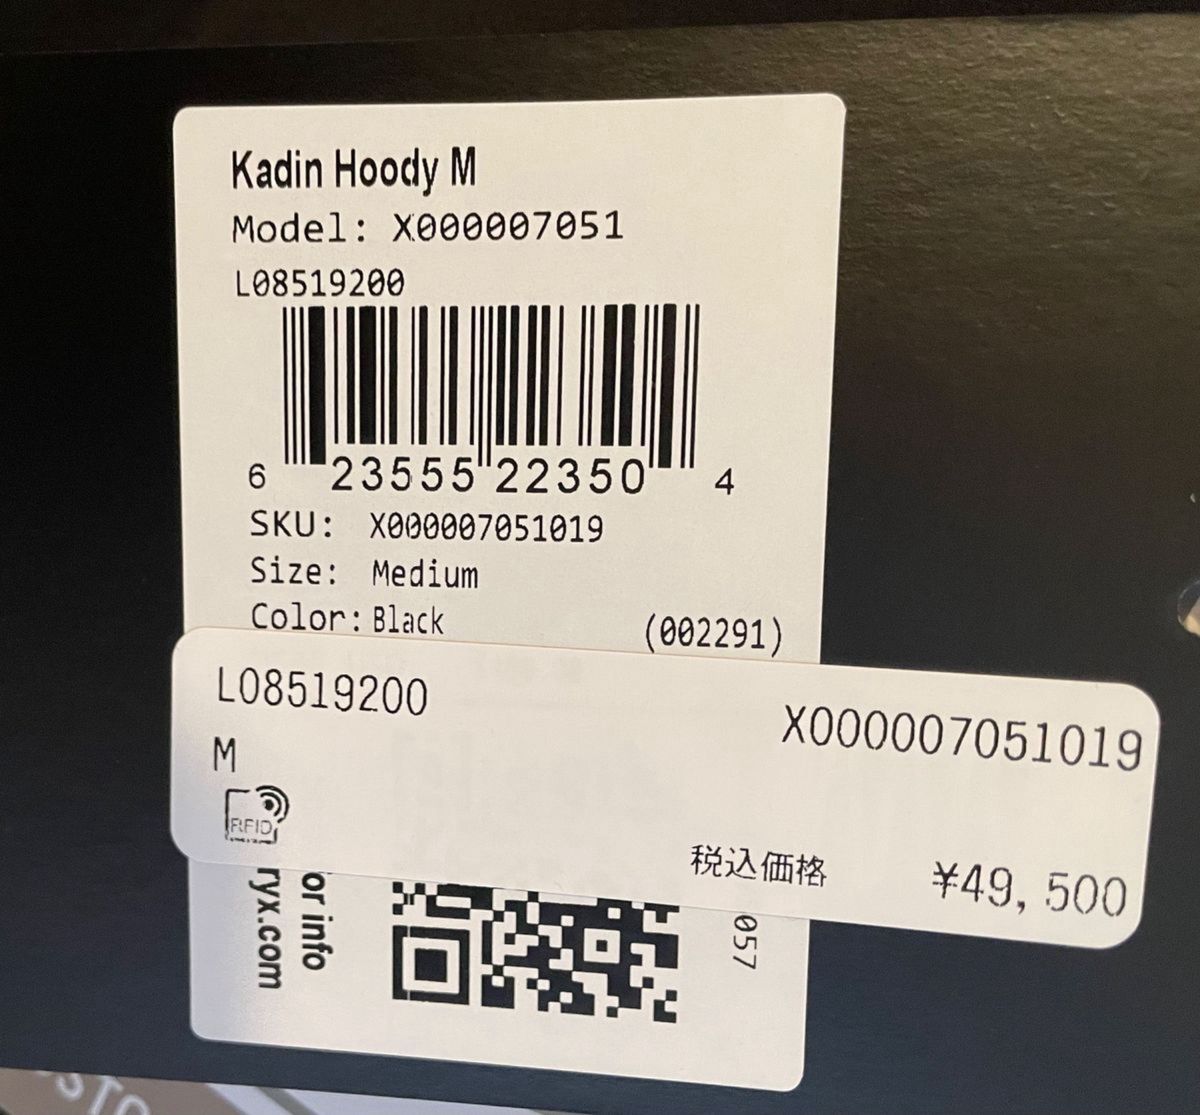 Kadin Hoody M
Model: X000007051
L08519200
6 23555 22350 4
SKU: X000007051019
Size: Medium
Color: Black (002291)
L08519200
X000007051019
M
RFID
税込価格 ¥49,500
or info
ryx.com
057